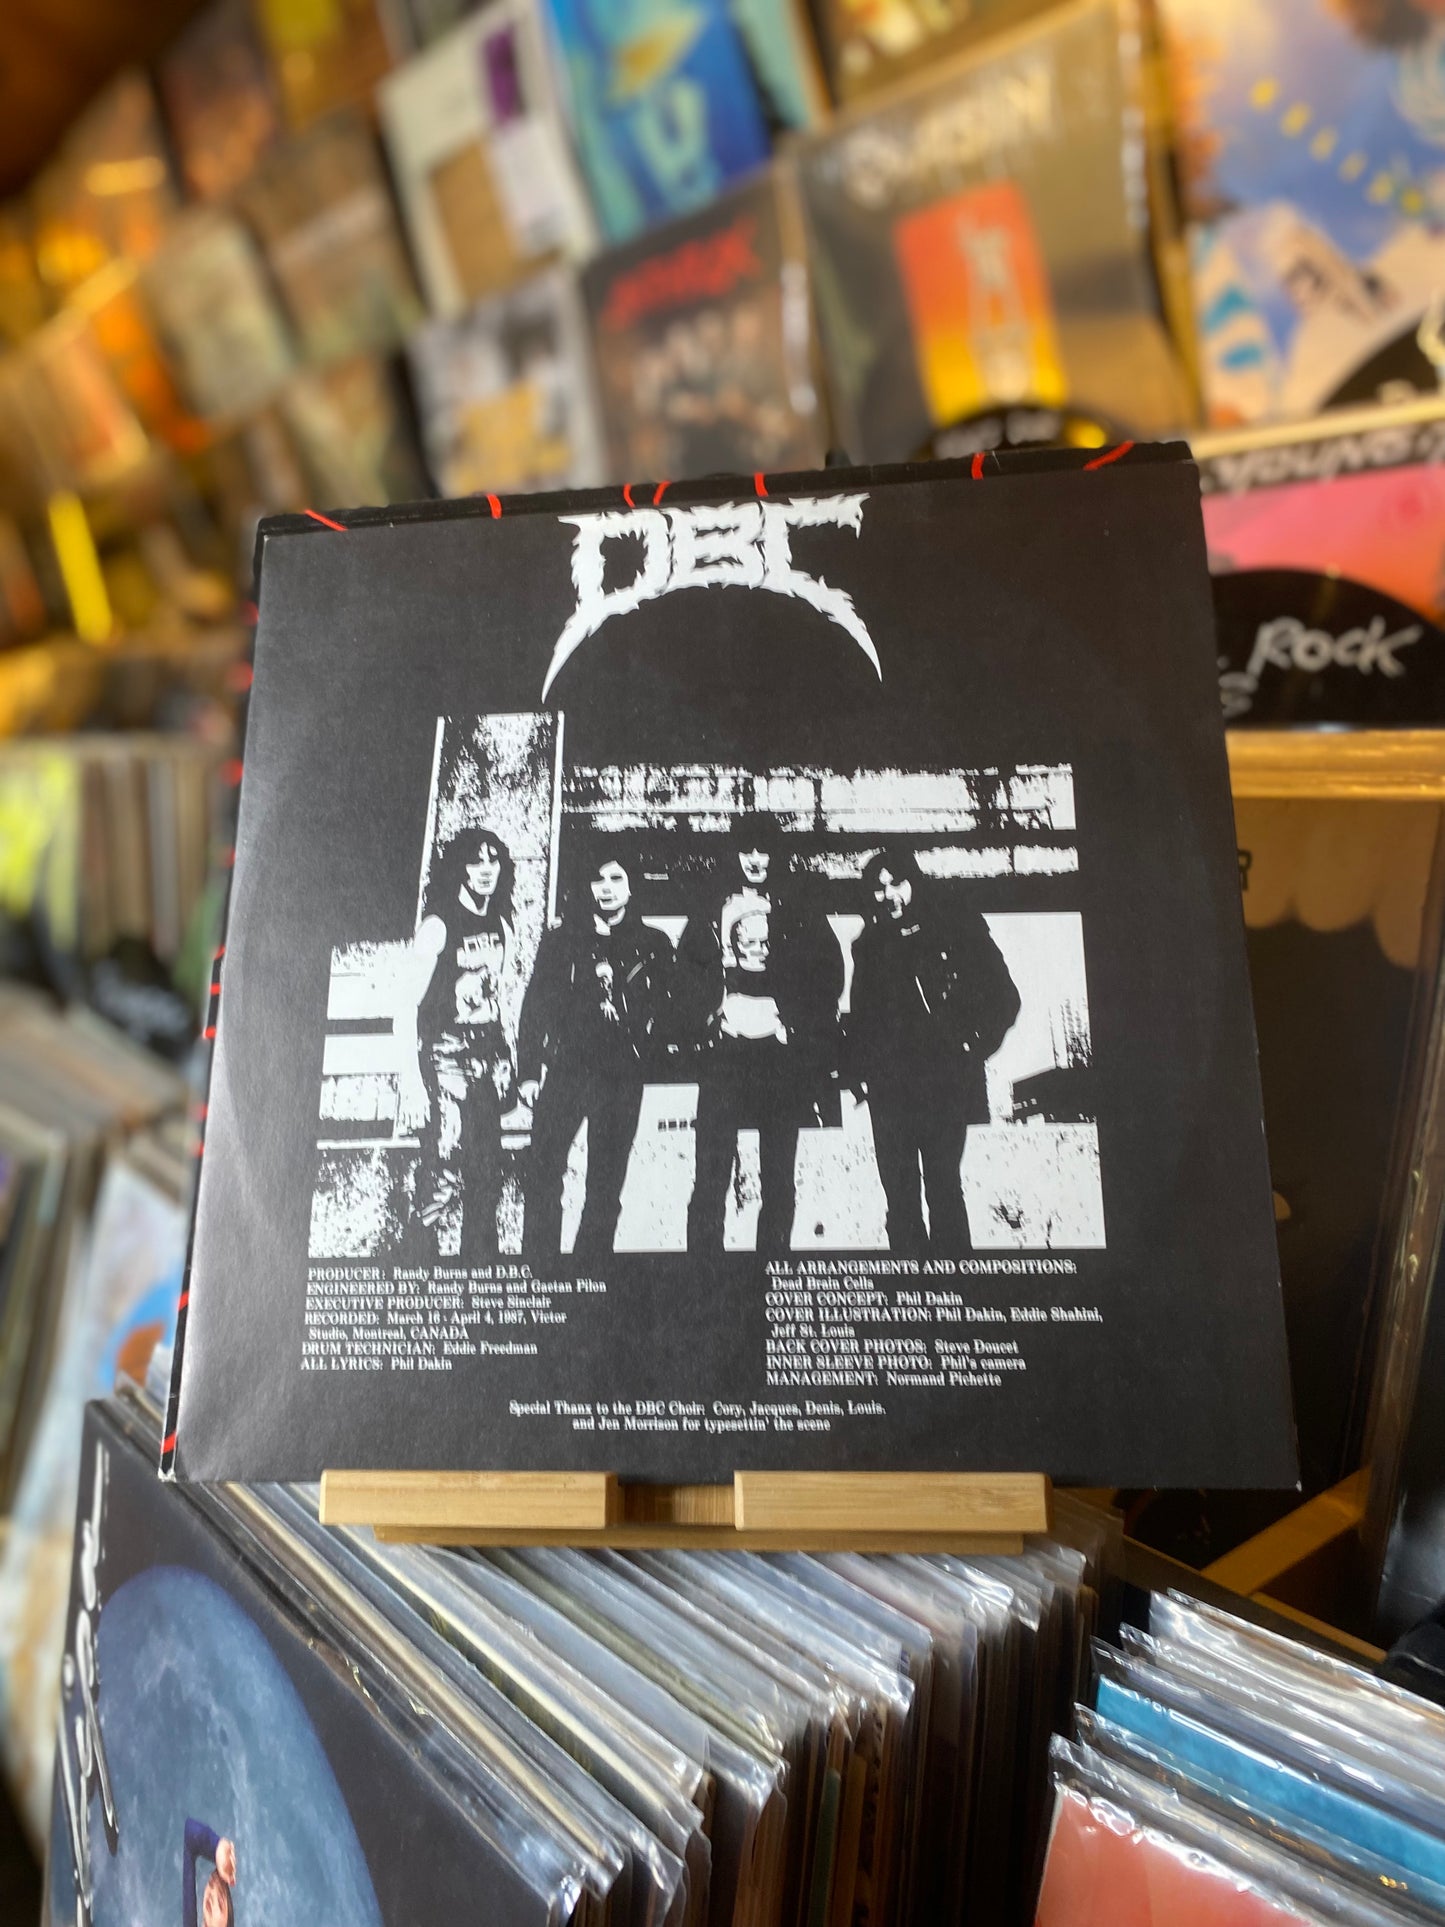 DBC
YOUNG
ROCK
PRODUCER: Randy Burns and D.B.C.
ENGINEERED BY: Randy Burns and Gaetan Pilon
EXECUTIVE PRODUCER: Steve Sinclair
RECORDED: March 16 - April 4, 1987, Victor
Studio, Montreal, CANADA
DRUM TECHNICIAN: Eddie Freedman
ALL LYRICS: Phil Dakin
ALL ARRANGEMENTS AND COMPOSITIONS:
Dead Brain Cells
COVER CONCEPT: Phil Dakin
COVER ILLUSTRATION: Phil Dakin, Eddie Shahini,
Jeff St. Louis
BACK COVER PHOTOS: Steve Doucet
INNER SLEEVE PHOTO: Phil's camera
MANAGEMENT: Normand Pichette
Special Thanx to the DBC Choir: Cory, Jacques, Denis, Louis.
and Jen Morrison for typesettin' the scene